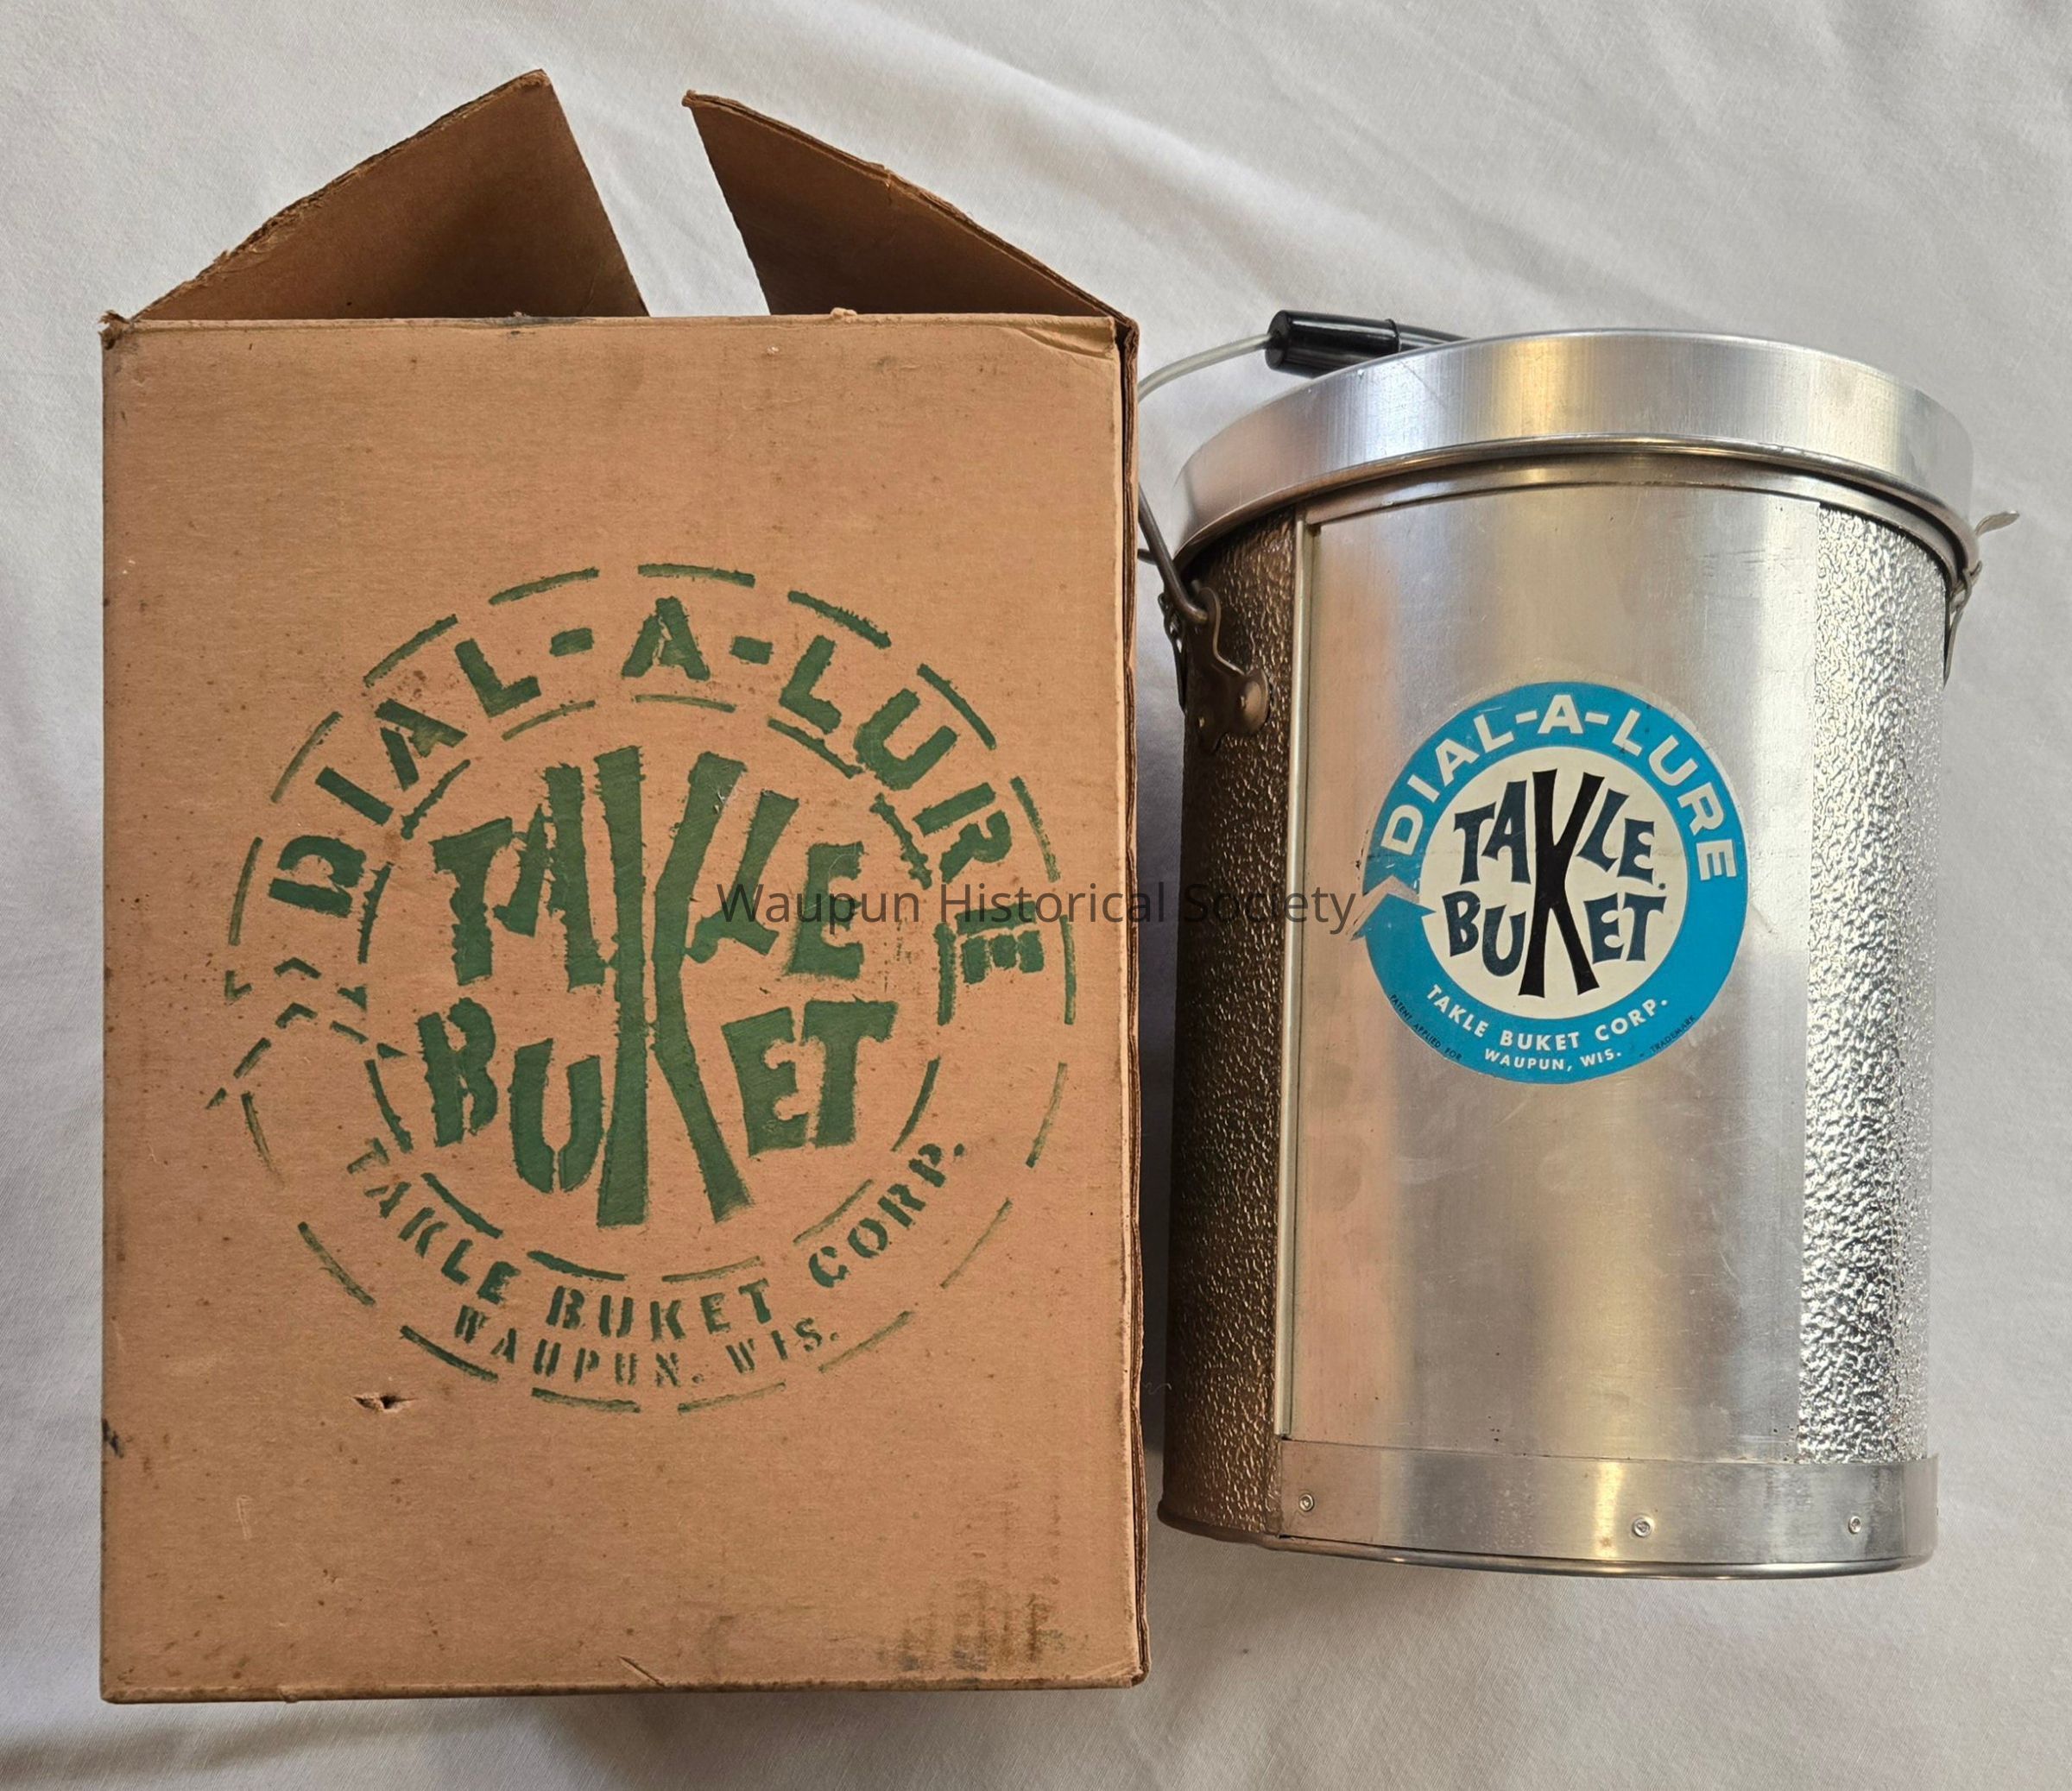 DIAL-A-LURE
TAKLE
BUKET
TAKLE BUKET CORP.
WAUPUN, WIS.
Waupun Historical Society
DIAL-A-LURE
TAKLE
BUKET
TAKLE BUKET CORP.
WAUPUN, WIS.
PATENT APPLIED FOR
TRADEMARK